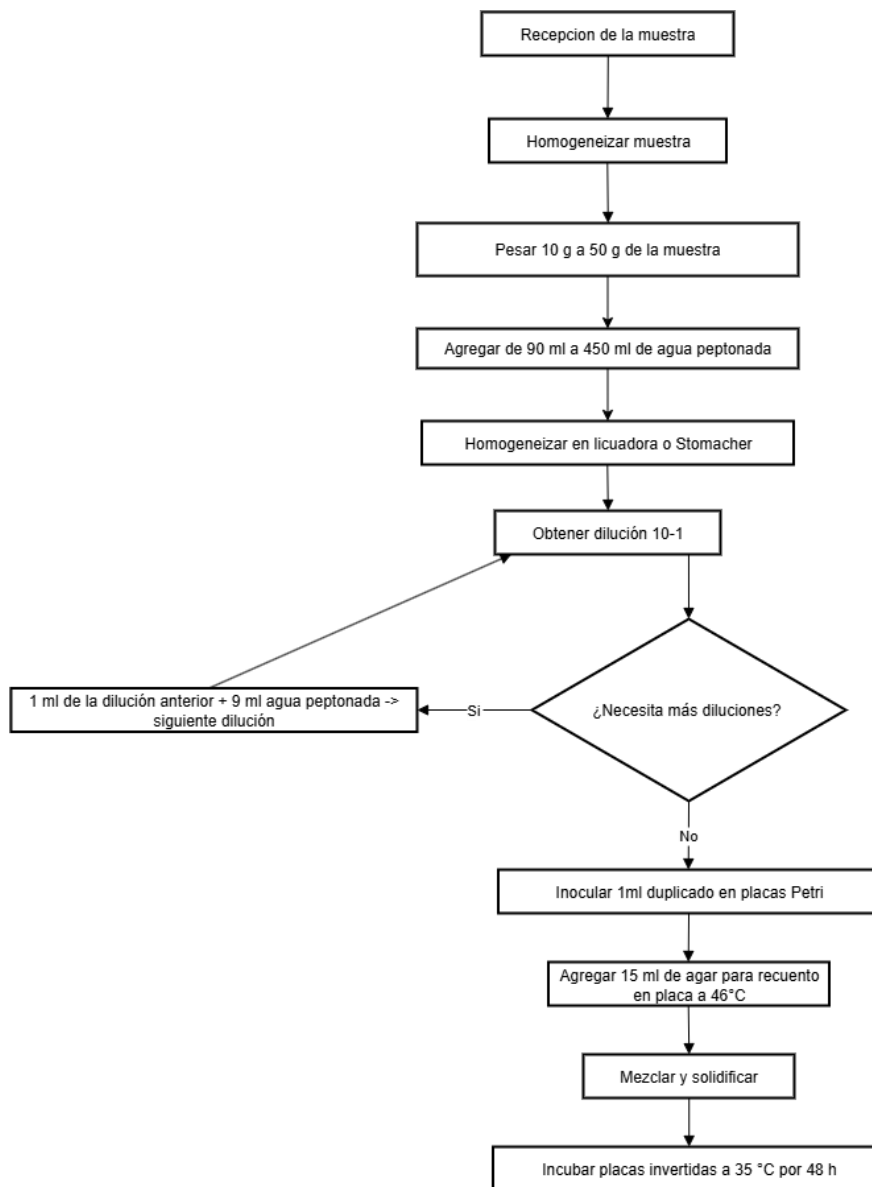 Recepcion de la muestra
Homogeneizar muestra
Pesar 10 g a 50 g de la muestra
Agregar de 90 ml a 450 ml de agua peptonada
Homogeneizar en licuadora o Stomacher
Obtener dilución 10-1
1 ml de la dilución anterior + 9 ml agua peptonada ->
siguiente dilución
Si
¿Necesita más diluciones?
No
Inocular 1ml duplicado en placas Petri
Agregar 15 ml de agar para recuento
en placa a 46°C
Mezclar y solidificar
Incubar placas invertidas a 35 °C por 48 h